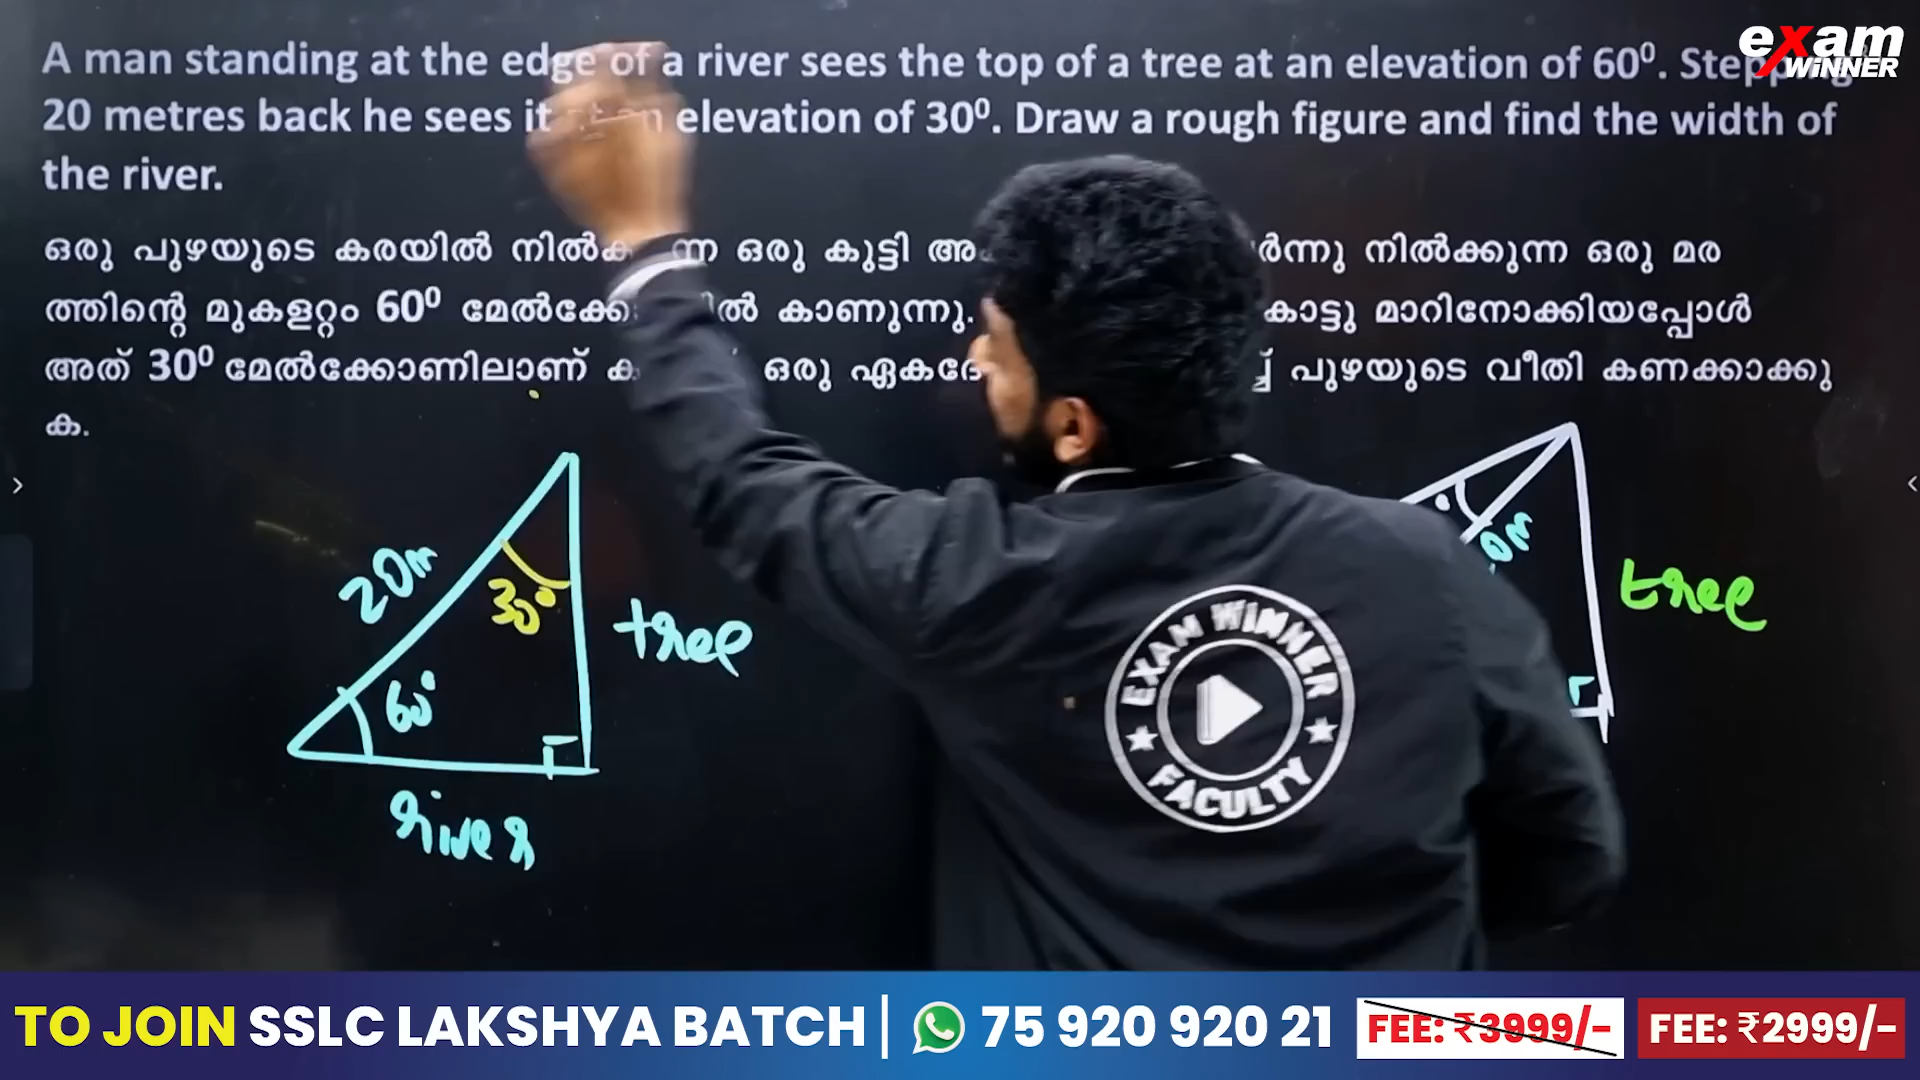 exam
WiNNER
A man standing at the edge of a river sees the top of a tree at an elevation of 60⁰.
20 metres back he sees it an elevation of 30⁰. Draw a rough figure and find the width of
the river.
ഒരു പുഴയുടെ കരയിൽ ഒരു കുട്ടി നിൽക്കുന്ന ഒരു മര
ത്തിന്റെ മുകളറ്റം 60⁰ കാണുന്നു. മാറിനോക്കിയപ്പോൾ
അത് 30⁰ മേൽക്കോണിലാണ് ഒരു പുഴയുടെ വീതി കണക്കാക്കു
ക.
20m
30°
60°
tree
river
tree
EXAM WINNER
FACULTY
TO JOIN SSLC LAKSHYA BATCH | 75 920 920 21 FEE: ₹3999/- FEE: ₹2999/-